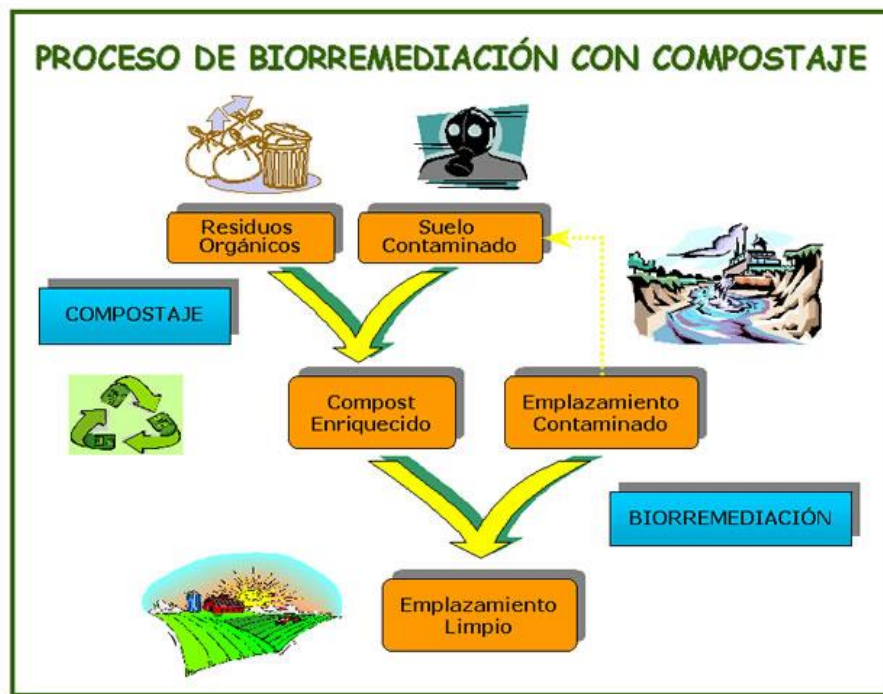 PROCESO DE BIORREMEDIACIÓN CON COMPOSTAJE
Residuos
Orgánicos
Suelo
Contaminado
COMPOSTAJE
Compost
Enriquecido
Emplazamiento
Contaminado
BIORREMEDIACIÓN
Emplazamiento
Limpio